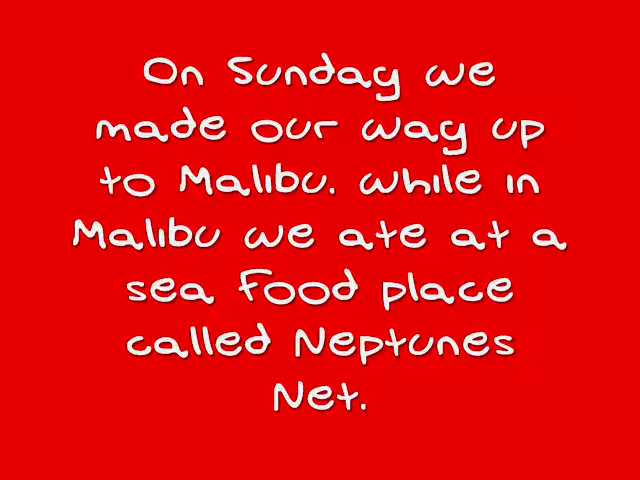 On Sunday we
made our way up
to Malibu. While in
Malibu we ate at a
sea food place
called Neptunes
Net.